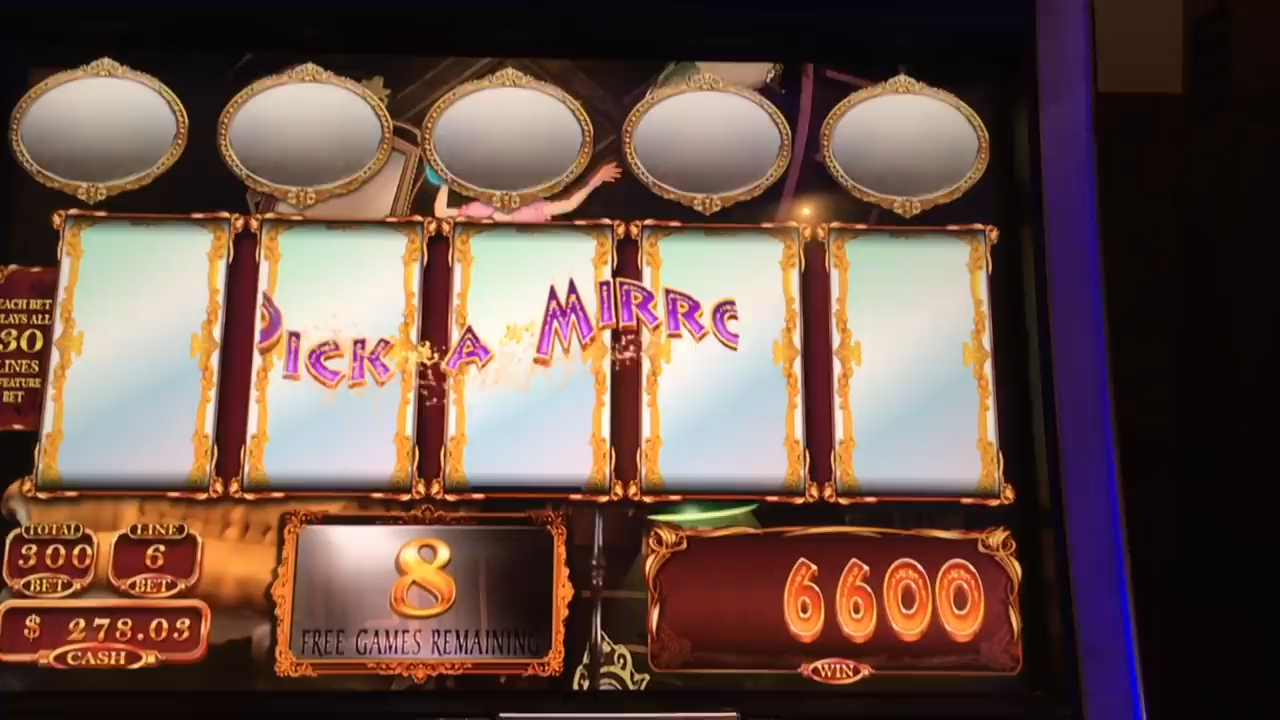 PICK A MIRRO
EACH BET
PLAYS ALL
30
LINES
FEATURE
BET
TOTAL
300
BET
LINE
6
BET
$ 278.03
CASH
8
FREE GAMES REMAINING
6600
WIN